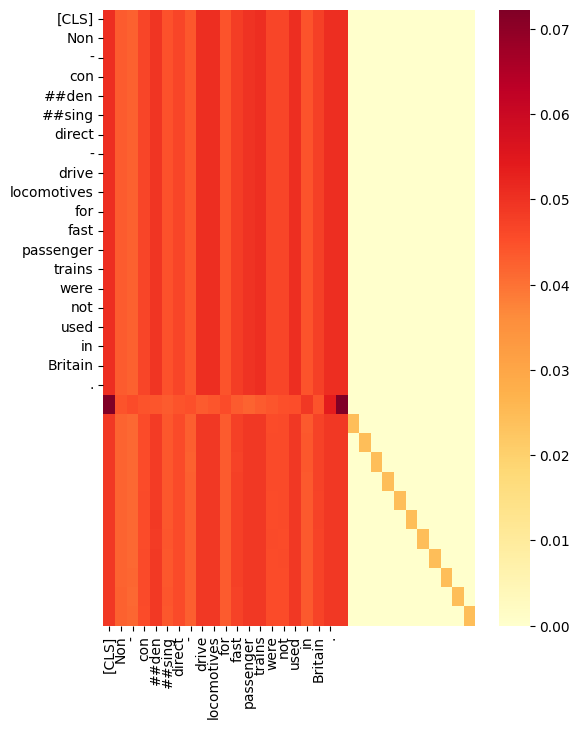 [CLS]
Non
-
con
##den
##sing
direct
-
drive
locomotives
for
fast
passenger
trains
were
not
used
in
Britain
.
0.07
0.06
0.05
0.04
0.03
0.02
0.01
0.00
[CLS]
Non
-
con
##den
##sing
direct
-
drive
locomotives
for
fast
passenger
trains
were
not
used
in
Britain
.